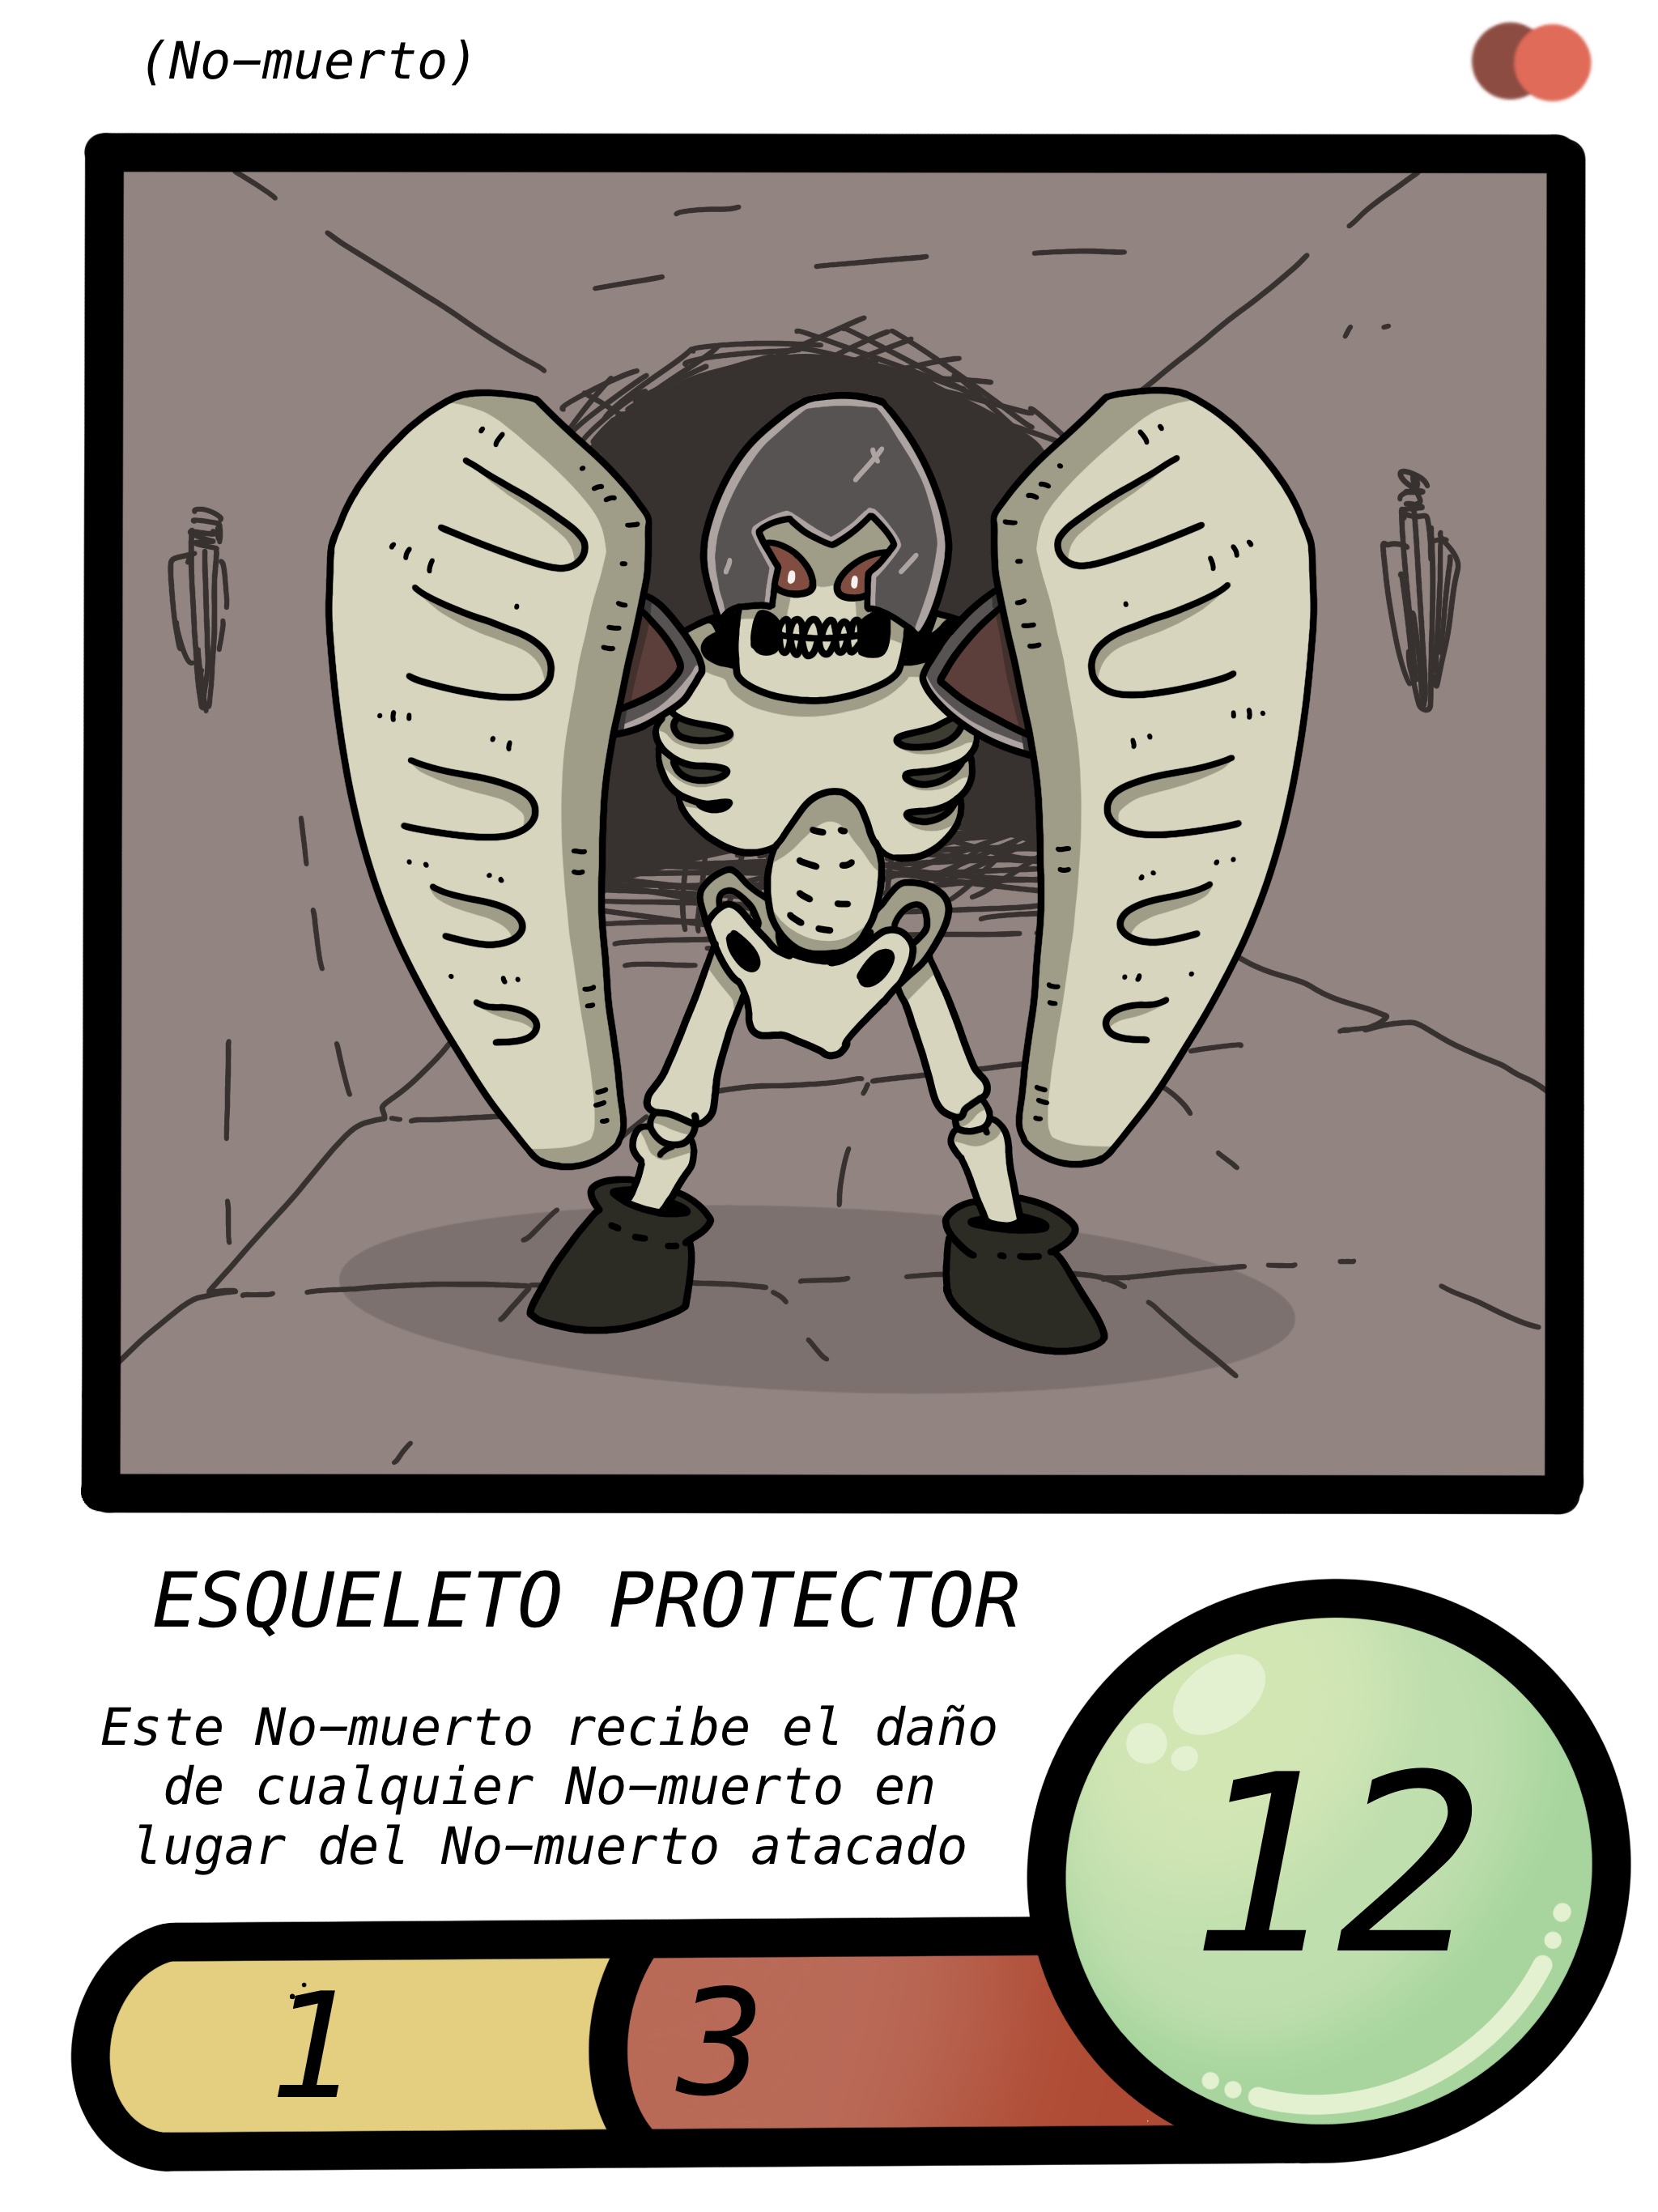 (No-muerto)
ESQUELETO PROTECTOR
Este No-muerto recibe el daño
de cualquier No-muerto en
lugar del No-muerto atacado
12
1
3